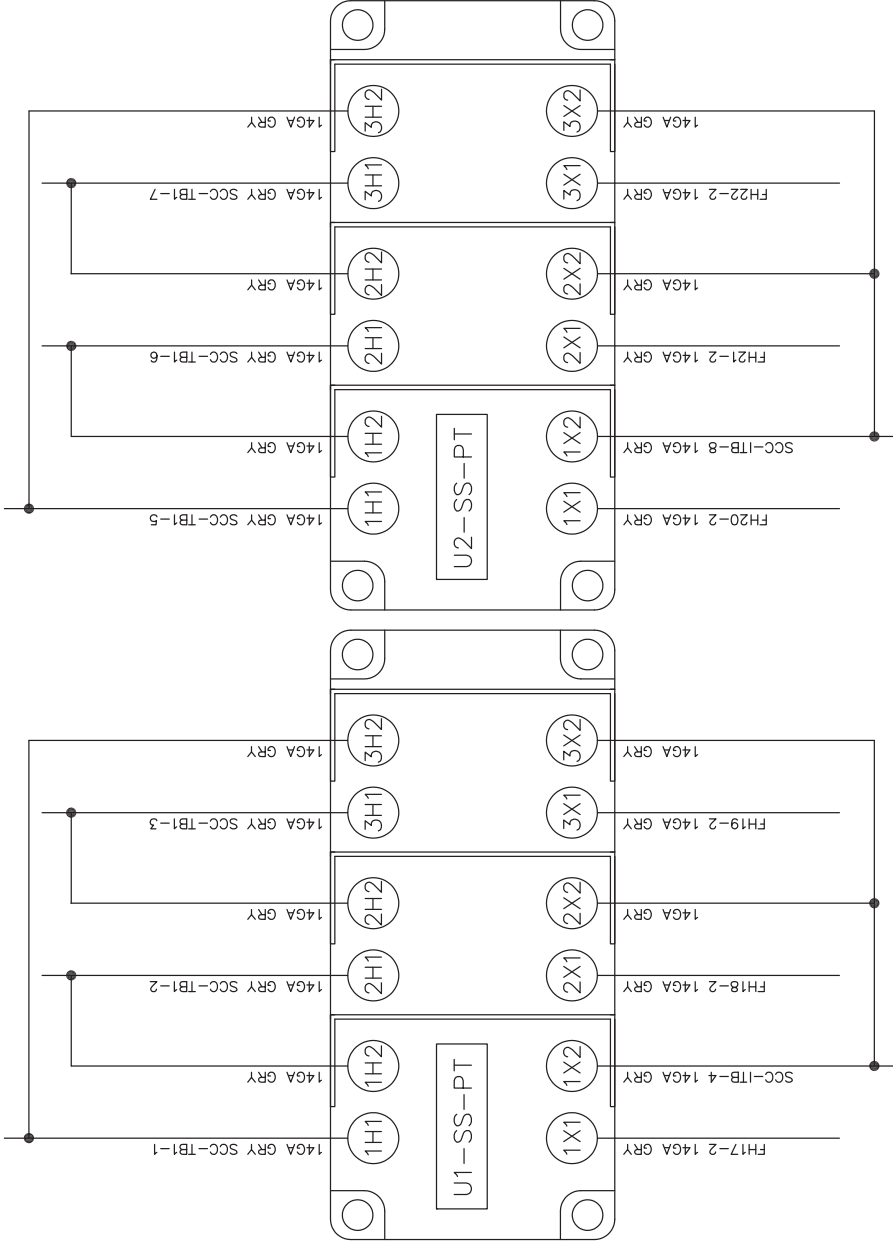 14GA GRY
3H2
3X2
14GA GRY
14GA GRY SCC-TB1-7
3H1
3X1
FH22-2 14GA GRY
14GA GRY
2H2
2X2
14GA GRY
14GA GRY SCC-TB1-6
2H1
2X1
FH21-2 14GA GRY
14GA GRY
1H2
1X2
SCC-ITB-8 14GA GRY
14GA GRY SCC-TB1-5
1H1
1X1
FH20-2 14GA GRY
U2-SS-PT
14GA GRY
3H2
3X2
14GA GRY
14GA GRY SCC-TB1-3
3H1
3X1
FH19-2 14GA GRY
14GA GRY
2H2
2X2
14GA GRY
14GA GRY SCC-TB1-2
2H1
2X1
FH18-2 14GA GRY
14GA GRY
1H2
1X2
SCC-ITB-4 14GA GRY
14GA GRY SCC-TB1-1
1H1
1X1
FH17-2 14GA GRY
U1-SS-PT